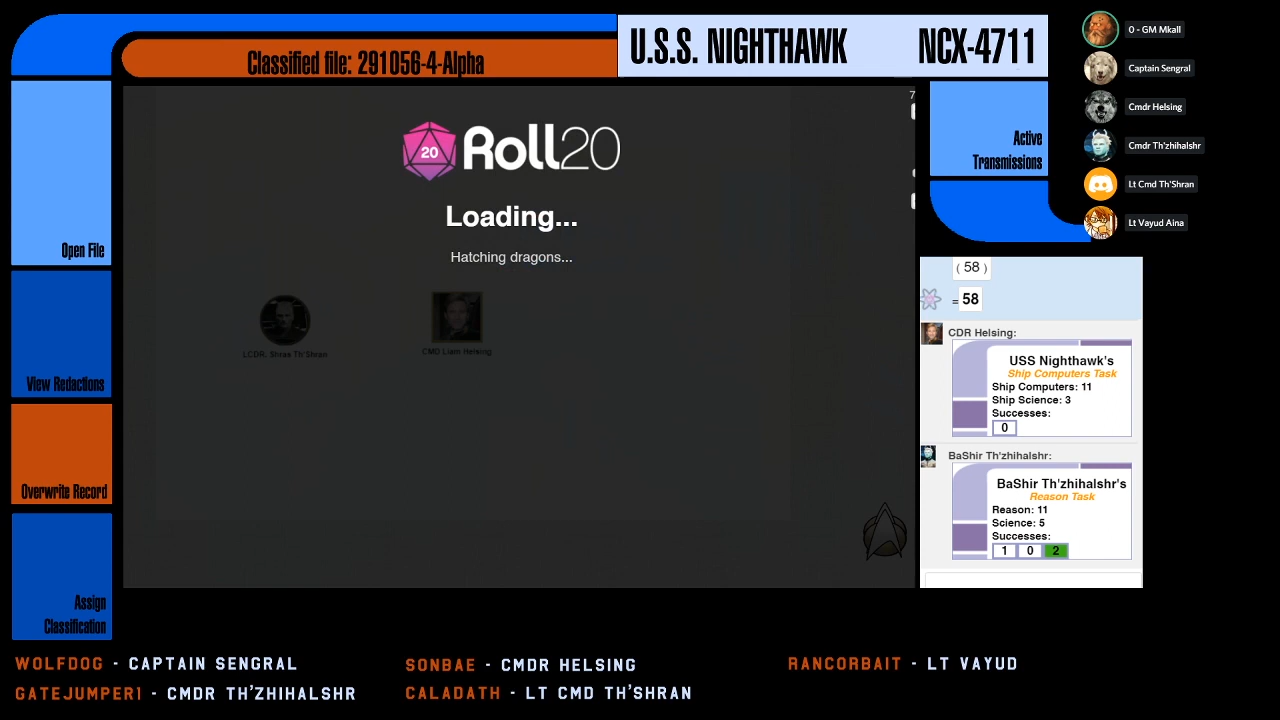 Classified file: 291056-4-Alpha
U.S.S. NIGHTHAWK NCX-4711
Open File
View Redactions
Overwrite Record
Assign
Classification
20
Roll20
Loading...
Hatching dragons...
LCDR. Shras Th'Shran
CMD Liam Helsing
7
Active
Transmissions
0 - GM Mkall
Captain Sengral
Cmdr Helsing
Cmdr Th'zhihalshr
Lt Cmd Th'Shran
Lt Vayud Aina
( 58 )
= 58
CDR Helsing:
USS Nighthawk's
Ship Computers Task
Ship Computers: 11
Ship Science: 3
Successes:
0
BaShir Th'zhihalshr:
BaShir Th'zhihalshr's
Reason Task
Reason: 11
Science: 5
Successes:
1 0 2
WOLFDOG - CAPTAIN SENGRAL
SONBAE - CMDR HELSING
RANCORBAIT - LT VAYUD
GATEJUMPER1 - CMDR TH'ZHIHALSHR
CALADATH - LT CMD TH'SHRAN